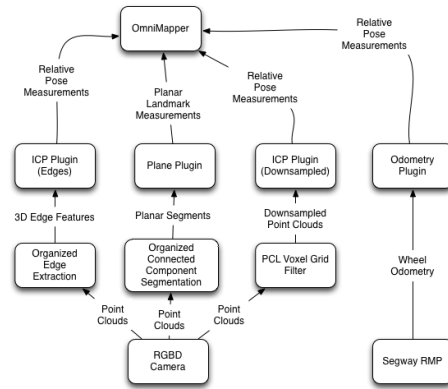 OmniMapper
Relative
Pose
Measurements
Planar
Landmark
Measurements
Relative
Pose
Measurements
Relative
Pose
Measurements
ICP Plugin
(Edges)
Plane Plugin
ICP Plugin
(Downsampled)
Odometry
Plugin
3D Edge Features
Planar Segments
Downsampled
Point Clouds
Organized
Edge
Extraction
Organized
Connected
Component
Segmentation
PCL Voxel Grid
Filter
Wheel
Odometry
Point
Clouds
Point
Clouds
Point
Clouds
RGBD
Camera
Segway RMP